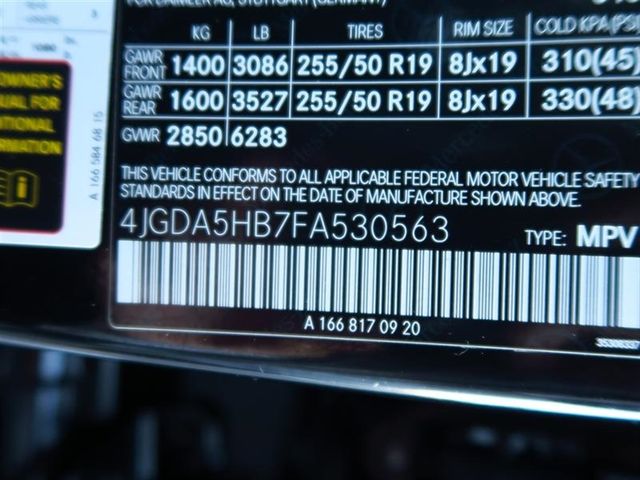 FOR DAIMLER AG, STUTTGART (GERMANY)
KG LB TIRES RIM SIZE COLD KPA(PSI
GAWR FRONT 1400 3086 255/50 R19 8Jx19 310(45)
GAWR REAR 1600 3527 255/50 R19 8Jx19 330(48)
GVWR 2850 6283
THIS VEHICLE CONFORMS TO ALL APPLICABLE FEDERAL MOTOR VEHICLE SAFETY
STANDARDS IN EFFECT ON THE DATE OF MANUFACTURE SHOWN ABOVE.
4JGDA5HB7FA530563 TYPE: MPV
A 166 817 09 20
OWNER'S
UAL FOR
ITIONAL
RMATION
A 166 584 68 15